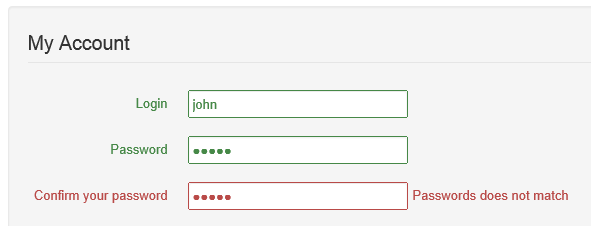 My Account
Login john
Password •••••
Confirm your password ••••• Passwords does not match